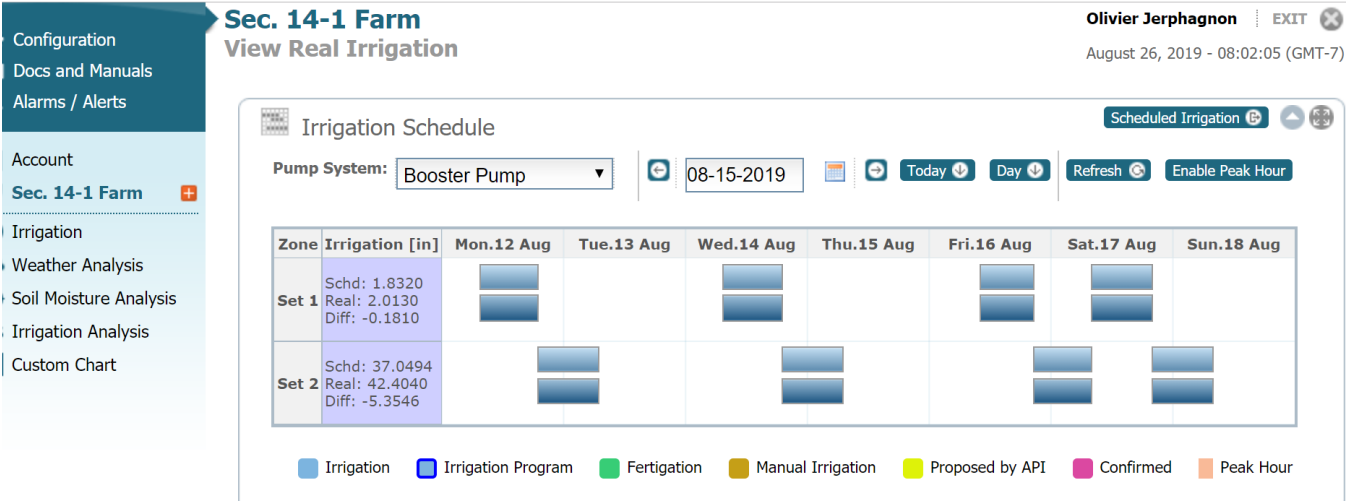 Sec. 14-1 Farm
View Real Irrigation
Olivier Jerphagnon EXIT
August 26, 2019 - 08:02:05 (GMT-7)
Configuration
Docs and Manuals
Alarms / Alerts
Account
Sec. 14-1 Farm
Irrigation
Weather Analysis
Soil Moisture Analysis
Irrigation Analysis
Custom Chart
Irrigation Schedule
Scheduled Irrigation
Pump System: Booster Pump 08-15-2019 Today Day Refresh Enable Peak Hour
Zone Irrigation [in] Mon.12 Aug Tue.13 Aug Wed.14 Aug Thu.15 Aug Fri.16 Aug Sat.17 Aug Sun.18 Aug
Set 1
Schd: 1.8320
Real: 2.0130
Diff: -0.1810
Set 2
Schd: 37.0494
Real: 42.4040
Diff: -5.3546
Irrigation Irrigation Program Fertigation Manual Irrigation Proposed by API Confirmed Peak Hour